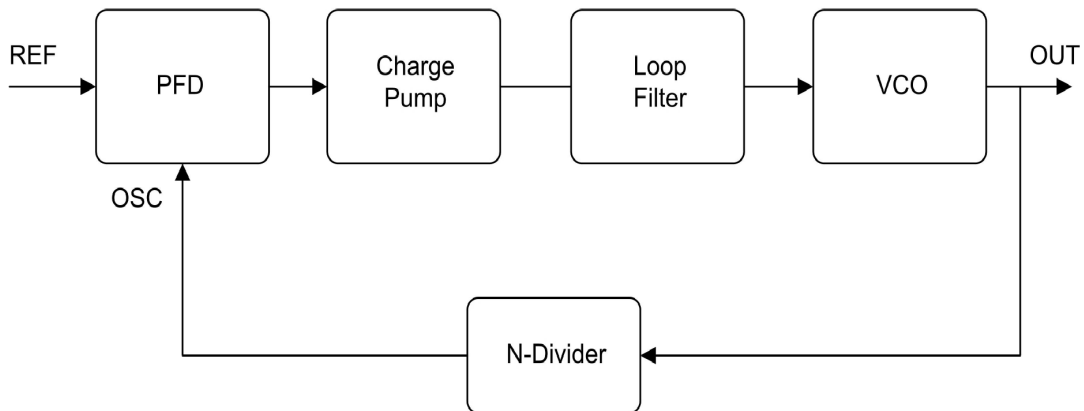 REF
PFD
Charge
Pump
Loop
Filter
VCO
OUT
OSC
N-Divider